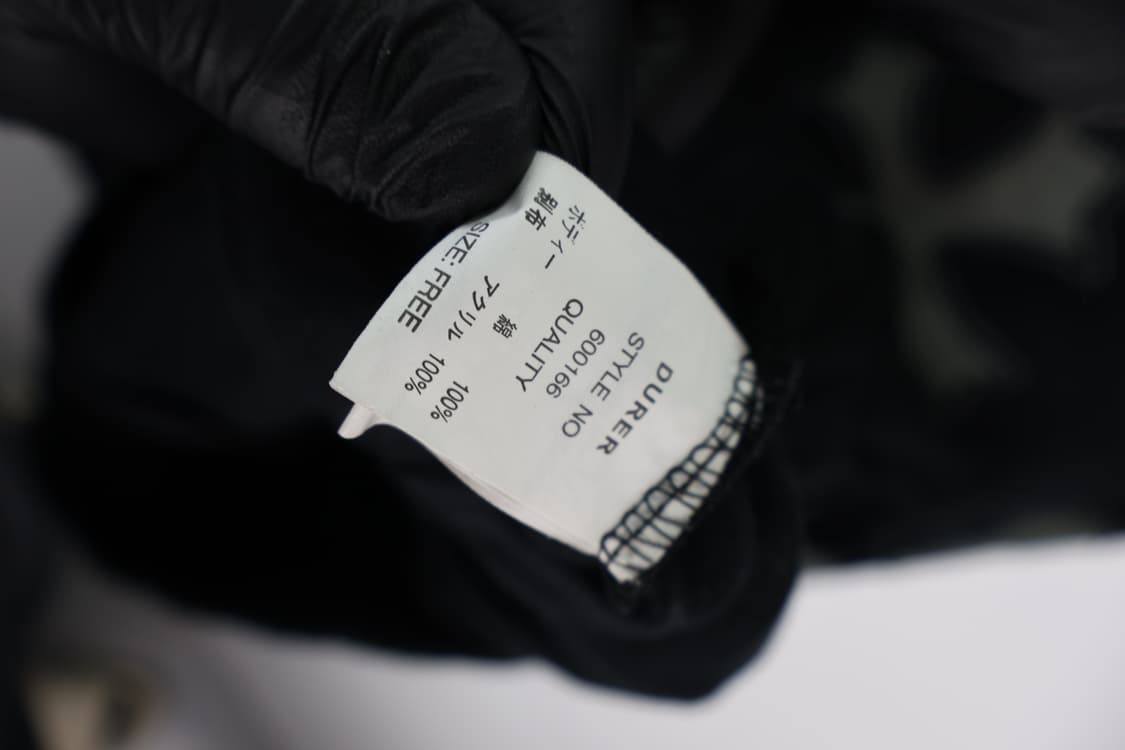 DURER
STYLE NO
600166
QUALITY
ボディー 綿 100%
別布 アクリル 100%
SIZE: FREE